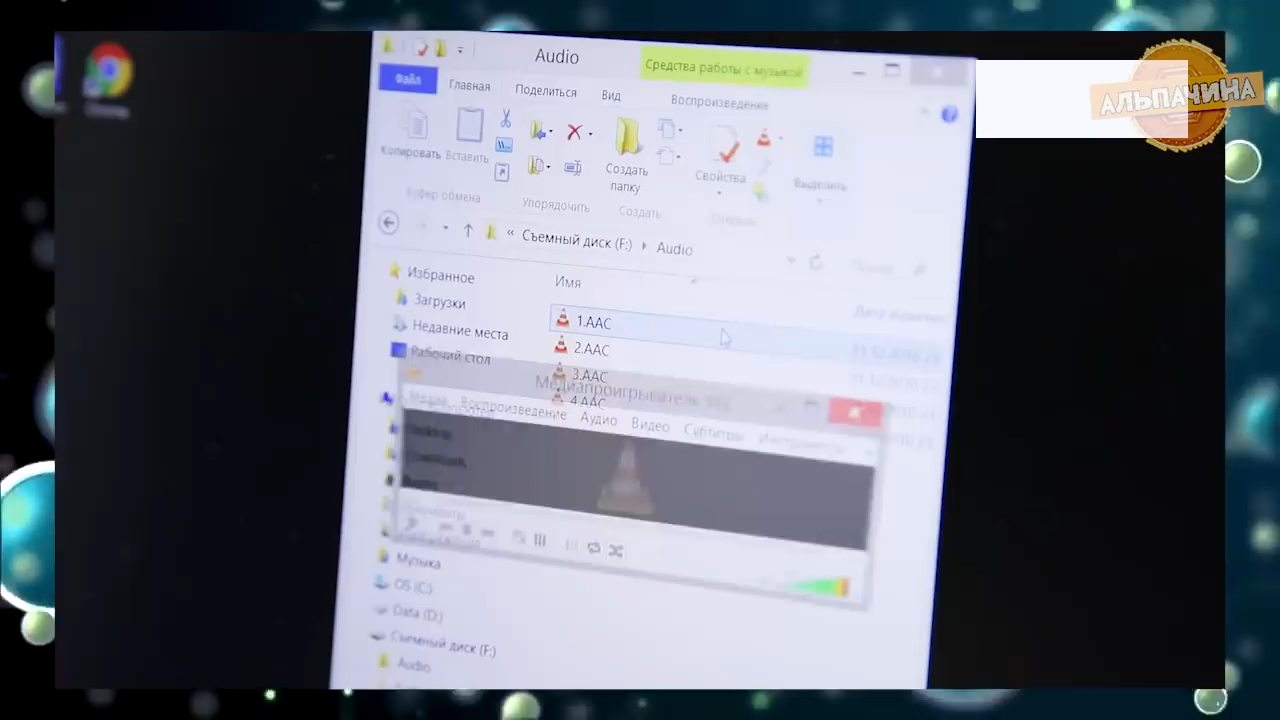 Audio
Средства работы с музыкой
АЛЬПАЧИНА
Файл
Главная
Поделиться
Вид
Воспроизведение
Копировать
Вставить
Создать
папку
Свойства
Выделить
Буфер обмена
Упорядочить
Создать
Открыть
« Съемный диск (F:) Audio
Имя
Избранное
Загрузки
Недавние места
Рабочий стол
1.AAC
2.AAC
3.AAC
4.AAC
Медиапроигрыватель VLC
Медиа Воспроизведение Аудио Видео Субтитры Инструменты
Музыка
OS (C:)
Data (D:)
Съемный диск (F:)
Audio